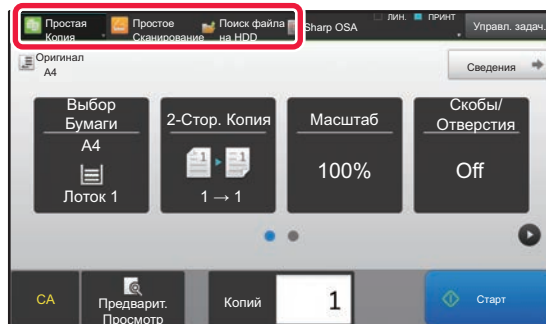 Простая Копия
Простое Сканирование
Поиск файла на HDD
Sharp OSA
ЛИН.
ПРИНТ
Управл. задач.
Оригинал
A4
Сведения
Выбор
Бумаги
A4
Лоток 1
2-Стор. Копия
1
1
1 → 1
Масштаб
100%
Скобы/
Отверстия
Off
CA
Предварит.
Просмотр
Копий
1
Старт